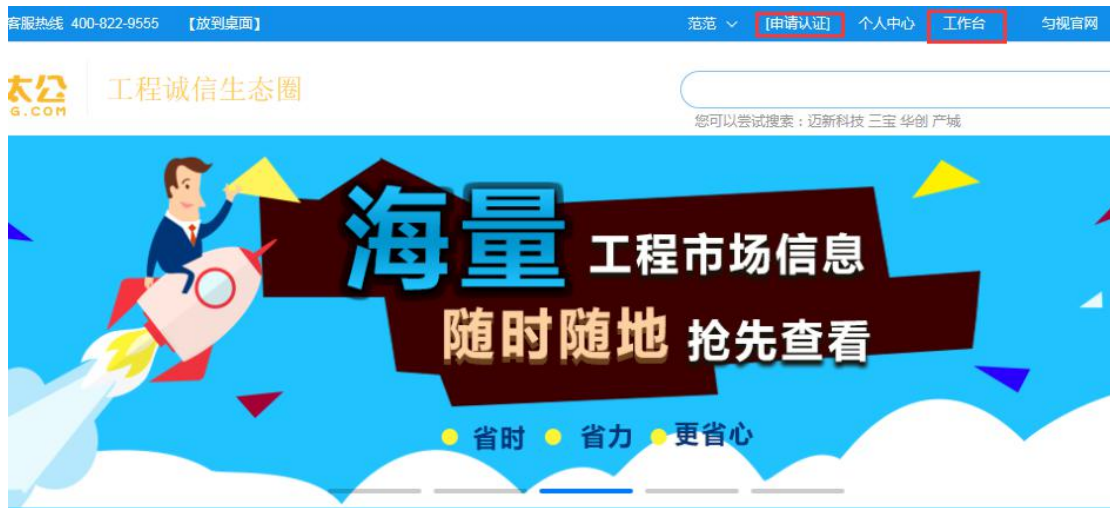 客服热线 400-822-9555 【放到桌面】 范范 [申请认证] 个人中心 工作台 匀视官网
太公 工程诚信生态圈
G.COM
您可以尝试搜索：迈新科技 三宝 华创 产城
海量 工程市场信息
随时随地 抢先查看
省时 省力 更省心